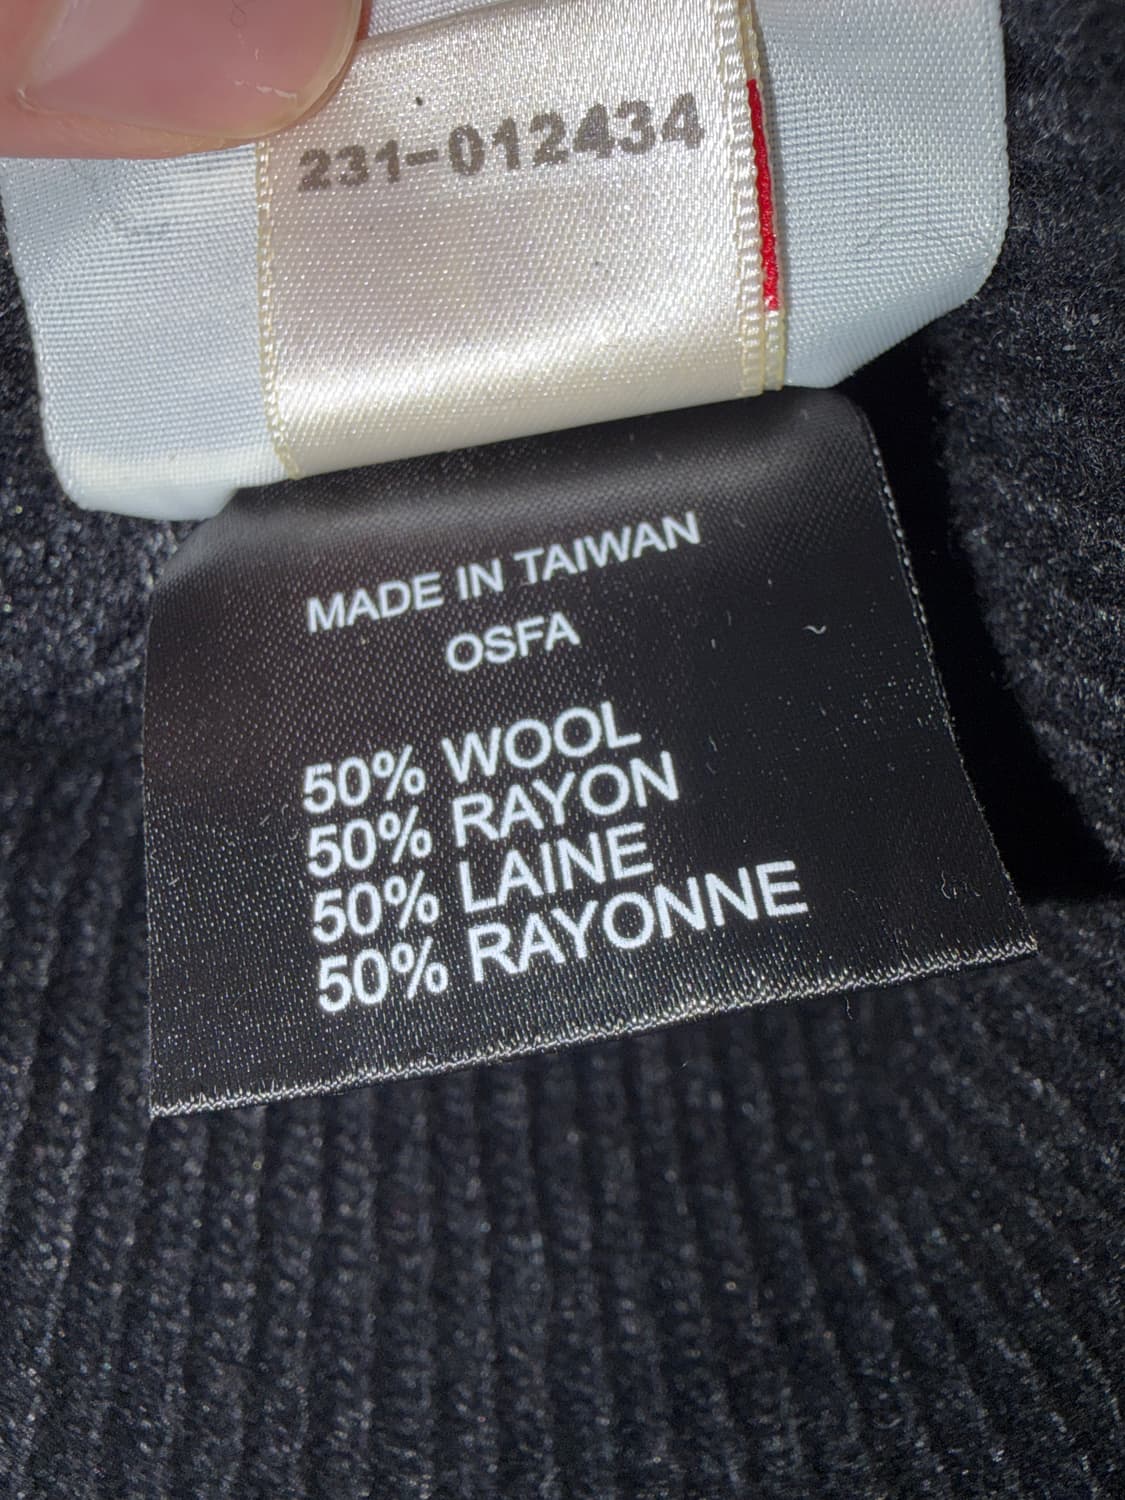 231-012434
MADE IN TAIWAN
OSFA
50% WOOL
50% RAYON
50% LAINE
50% RAYONNE